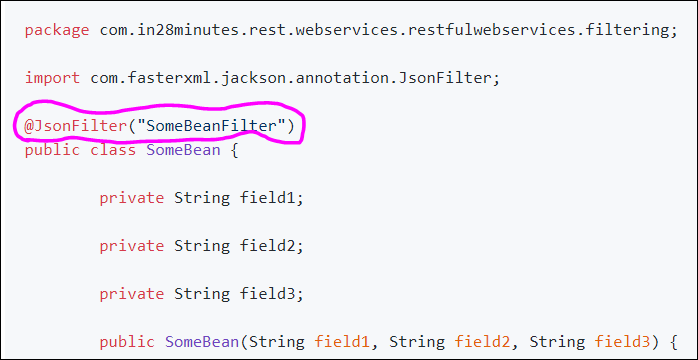 package com.in28minutes.rest.webservices.restfulwebservices.filtering;
import com.fasterxml.jackson.annotation.JsonFilter;
@JsonFilter("SomeBeanFilter")
public class SomeBean {
private String field1;
private String field2;
private String field3;
public SomeBean(String field1, String field2, String field3) {